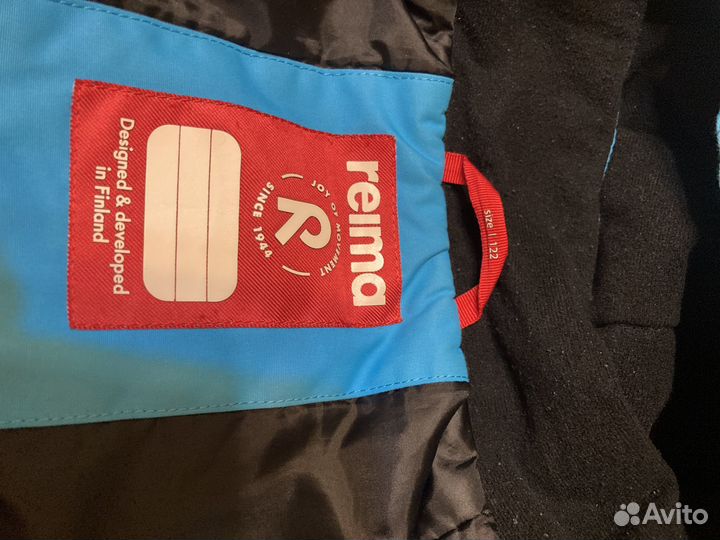 reima
JOY OF MOVEMENT
R
SINCE 1944
Designed & developed
in Finland
size | 122
Avito